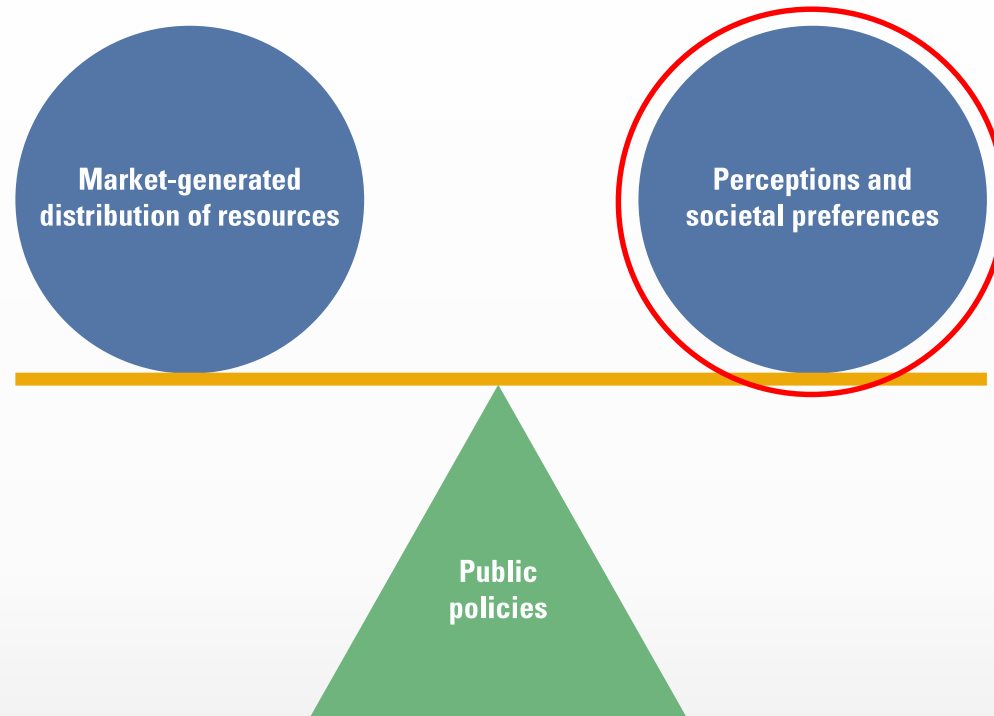 Market-generated
distribution of resources
Perceptions and
societal preferences
Public
policies